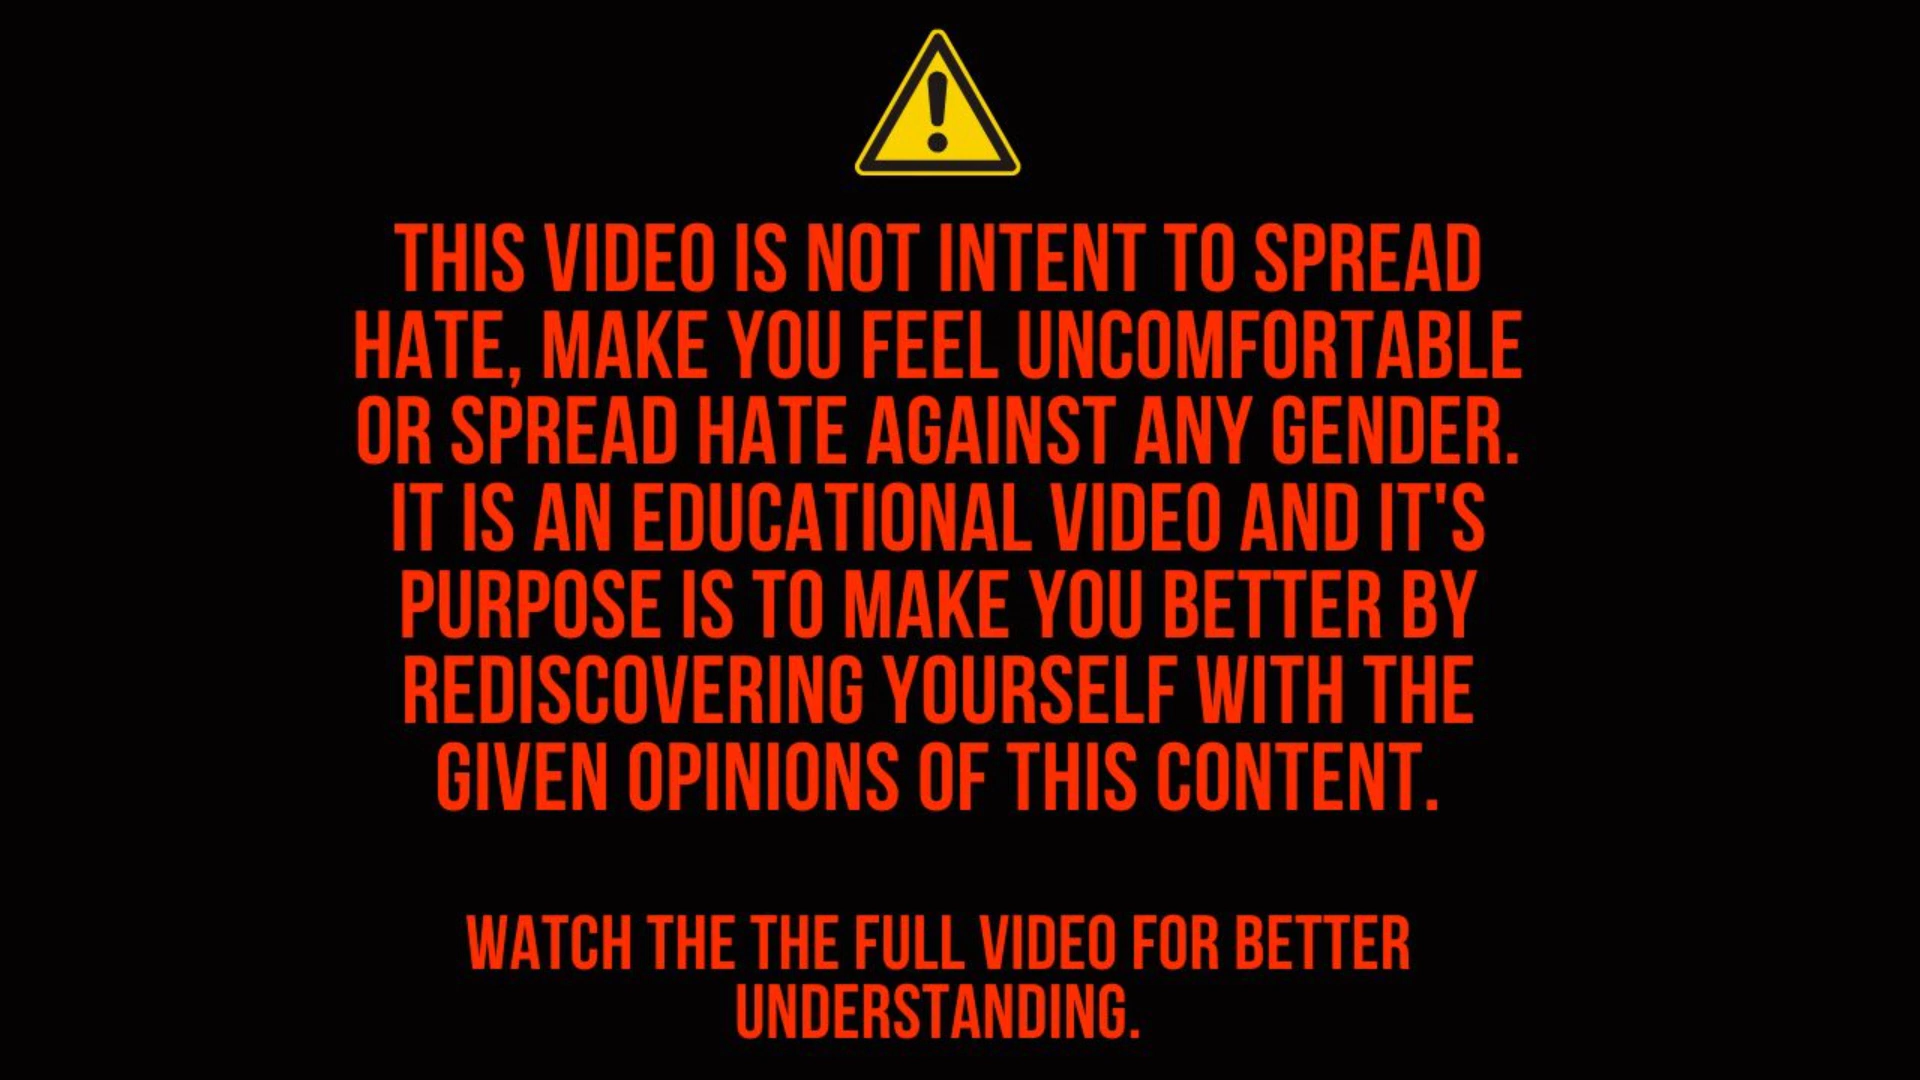 THIS VIDEO IS NOT INTENT TO SPREAD
HATE, MAKE YOU FEEL UNCOMFORTABLE
OR SPREAD HATE AGAINST ANY GENDER.
IT IS AN EDUCATIONAL VIDEO AND IT'S
PURPOSE IS TO MAKE YOU BETTER BY
REDISCOVERING YOURSELF WITH THE
GIVEN OPINIONS OF THIS CONTENT.
WATCH THE THE FULL VIDEO FOR BETTER
UNDERSTANDING.